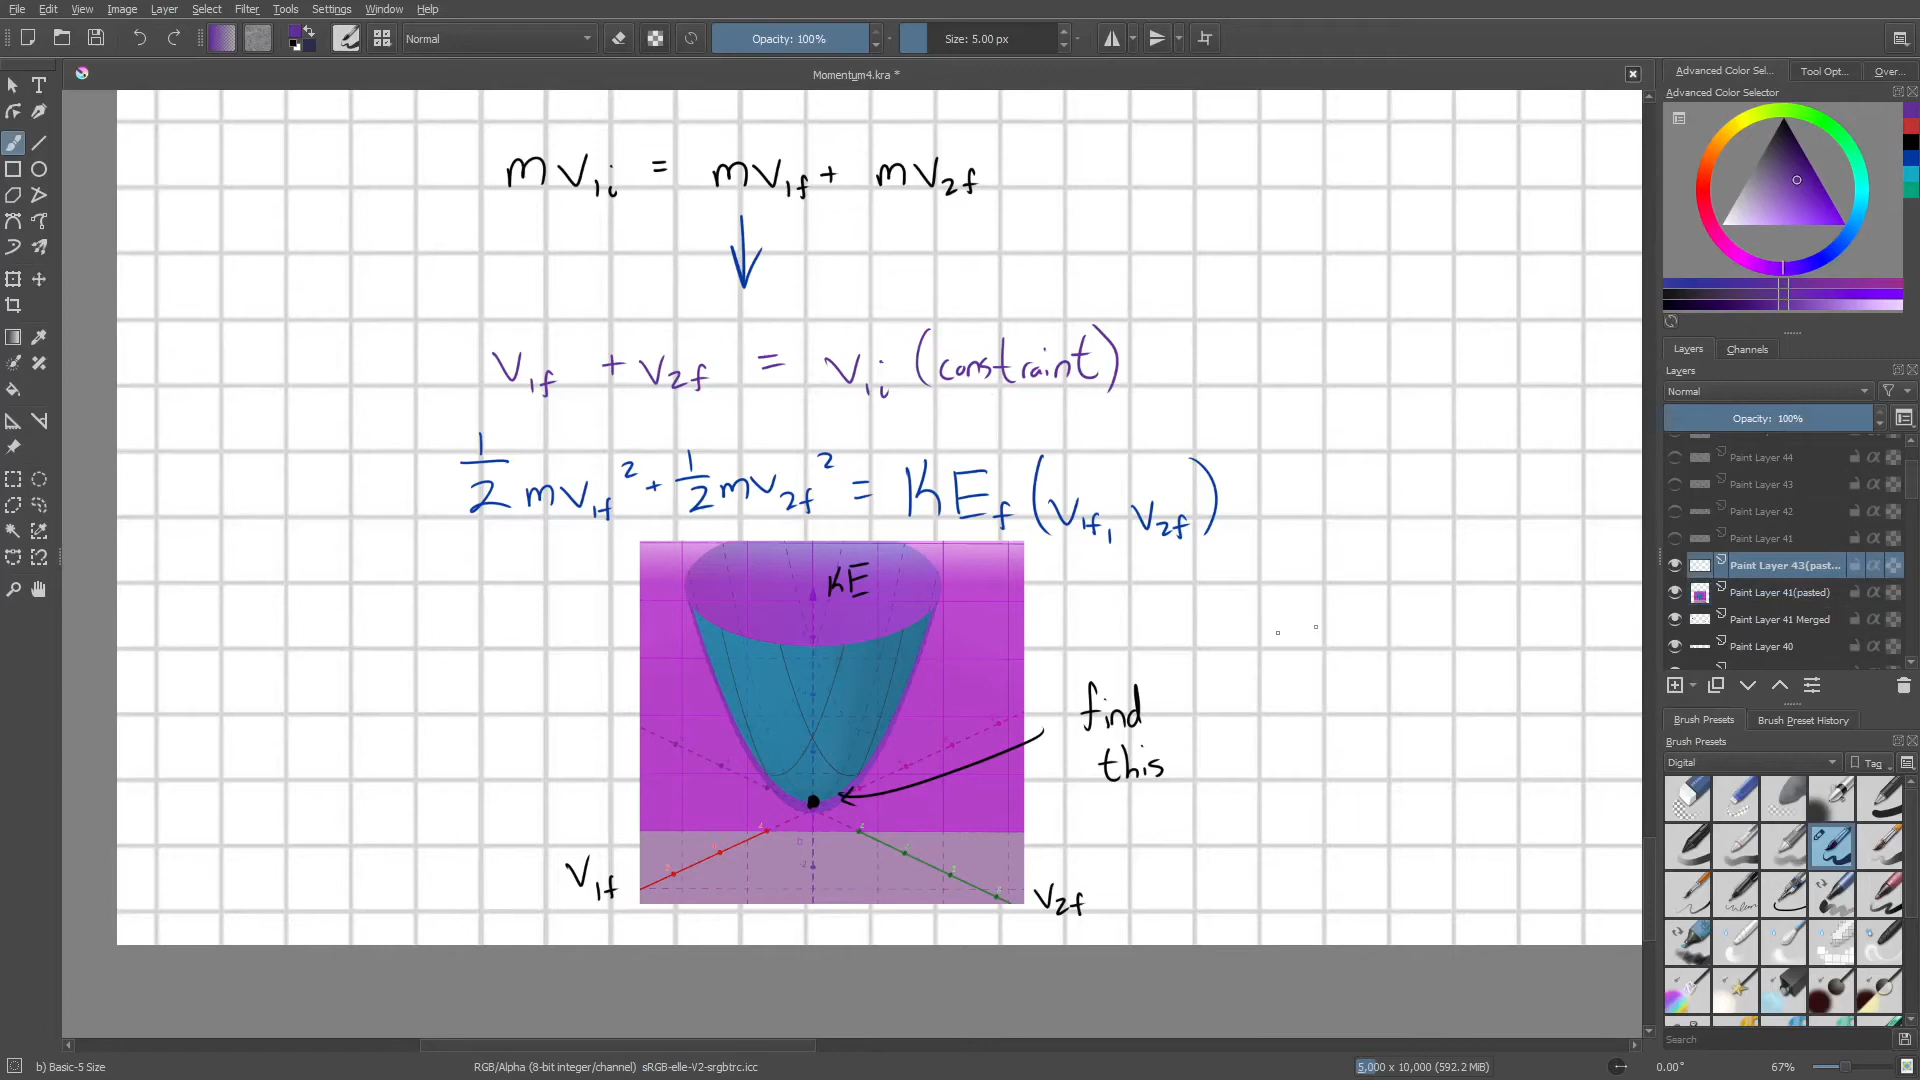 File Edit View Image Layer Select Filter Tools Settings Window Help
Normal Opacity: 100% Size: 5.00 px
Momentum4.kra *
mv₁ᵢ = mv₁f + mv₂f
v₁f + v₂f = v₁ᵢ (constraint)
1/2 mv₁f² + 1/2 mv₂f² = KEf (v₁f, v₂f)
KE
find
this
v₁f
v₂f
Advanced Color Sel... Tool Opt... Over...
Advanced Color Selector
Layers Channels
Layers
Normal
Opacity: 100%
Paint Layer 44
Paint Layer 43
Paint Layer 42
Paint Layer 41
Paint Layer 43(past...
Paint Layer 41(pasted)
Paint Layer 41 Merged
Paint Layer 40
Brush Presets Brush Preset History
Brush Presets
Digital Tag
Search
b) Basic-5 Size RGB/Alpha (8-bit integer/channel) sRGB-elle-V2-srgbtrc.icc 5,000 x 10,000 (592.2 MiB) 0.00° 67%